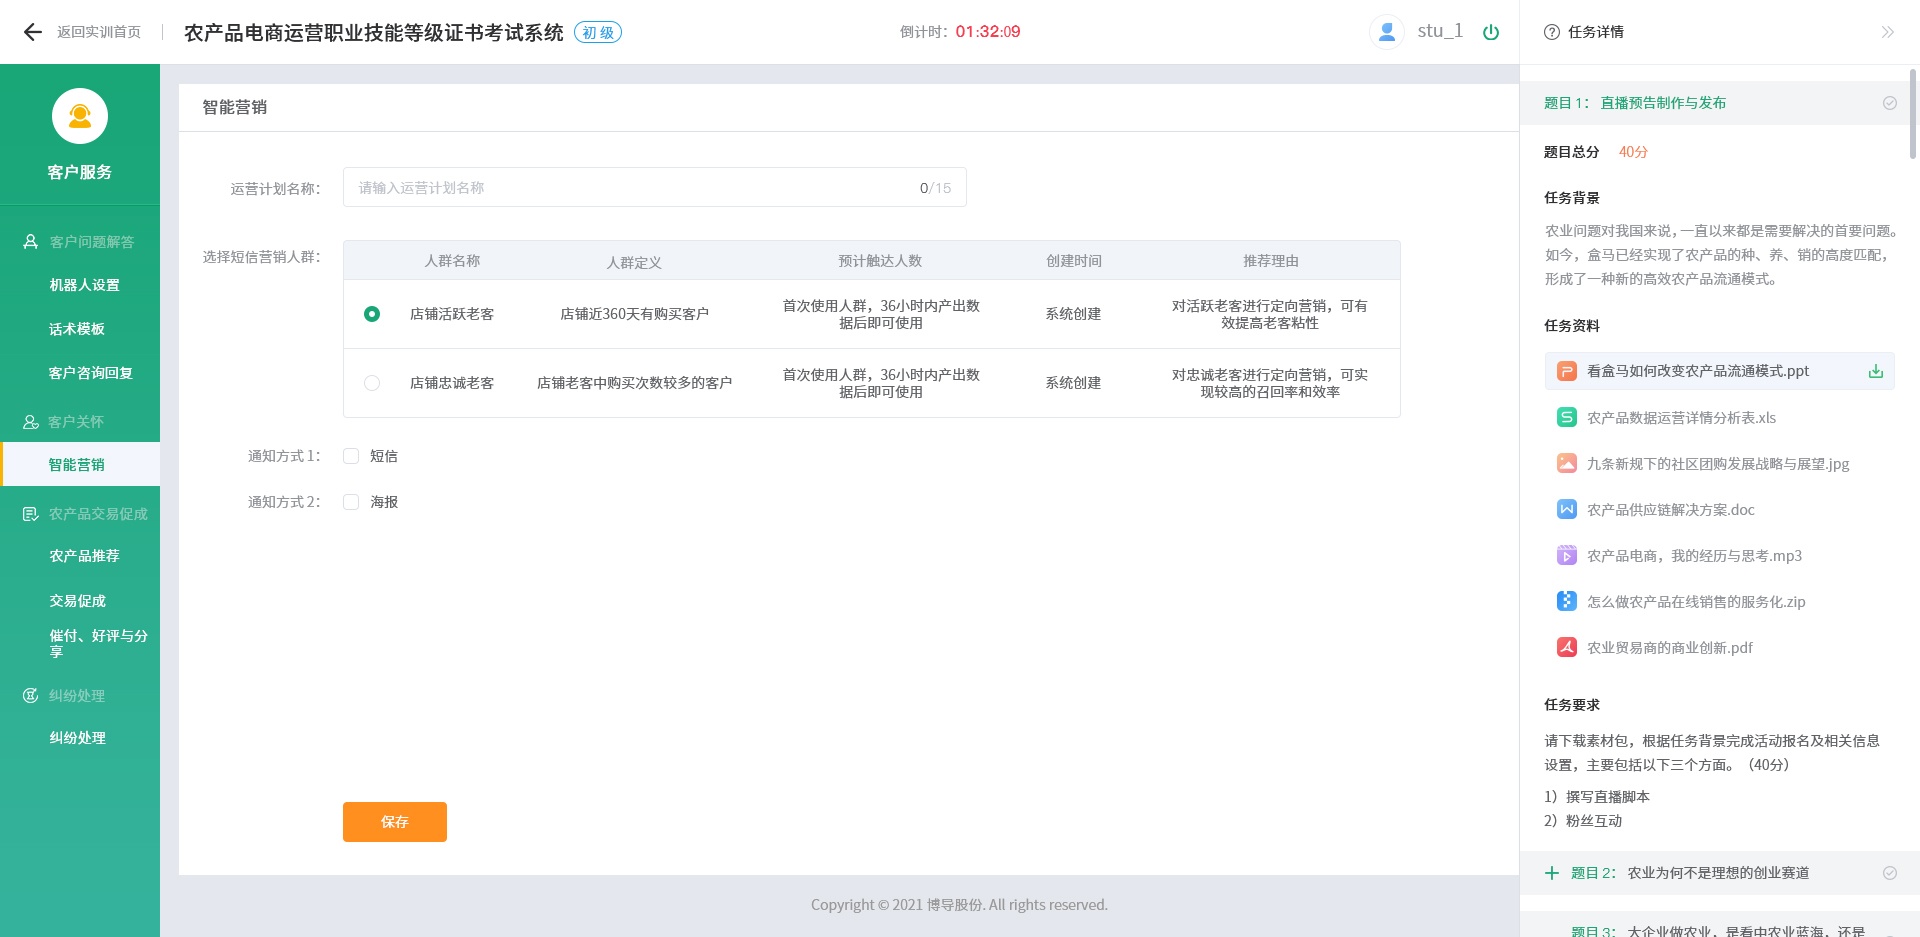 返回实训首页
农产品电商运营职业技能等级证书考试系统
初 级
倒计时：01:32:09
stu_1
任务详情
客户服务
客户问题解答
机器人设置
话术模板
客户咨询回复
客户关怀
智能营销
农产品交易促成
农产品推荐
交易促成
催付、好评与分
享
纠纷处理
纠纷处理
智能营销
运营计划名称：
请输入运营计划名称
0/15
选择短信营销人群：
人群名称 人群定义 预计触达人数 创建时间 推荐理由
店铺活跃老客 店铺近360天有购买客户 首次使用人群，36小时内产出数 系统创建 对活跃老客进行定向营销，可有
据后即可使用 效提高老客粘性
店铺忠诚老客 店铺老客中购买次数较多的客户 首次使用人群，36小时内产出数 系统创建 对忠诚老客进行定向营销，可实
据后即可使用 现较高的召回率和效率
通知方式 1： 短信
通知方式 2： 海报
保存
Copyright © 2021 博导股份. All rights reserved.
题目 1： 直播预告制作与发布
题目总分 40分
任务背景
农业问题对我国来说，一直以来都是需要解决的首要问题。
如今，盒马已经实现了农产品的种、养、销的高度匹配，
形成了一种新的高效农产品流通模式。
任务资料
看盒马如何改变农产品流通模式.ppt
农产品数据运营详情分析表.xls
九条新规下的社区团购发展战略与展望.jpg
农产品供应链解决方案.doc
农产品电商，我的经历与思考.mp3
怎么做农产品在线销售的服务化.zip
农业贸易商的商业创新.pdf
任务要求
请下载素材包，根据任务背景完成活动报名及相关信息
设置，主要包括以下三个方面。（40分）
1）撰写直播脚本
2）粉丝互动
题目 2： 农业为何不是理想的创业赛道
题目 3： 大企业做农业，是看中农业蓝海，还是